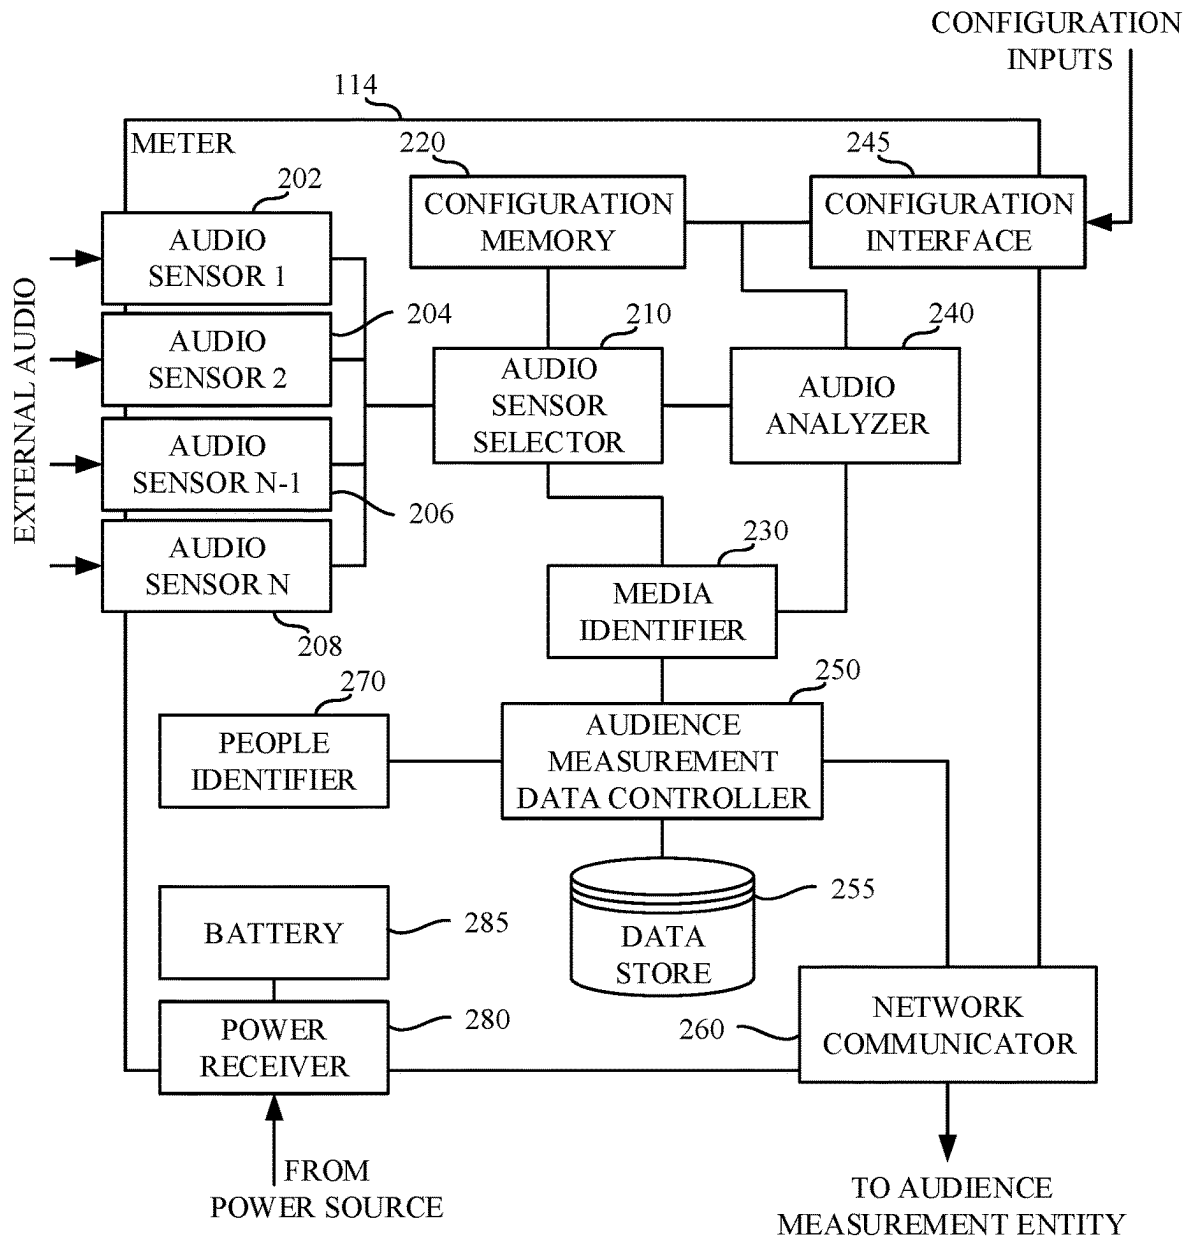 CONFIGURATION
INPUTS
114
METER
220
245
202
CONFIGURATION
MEMORY
CONFIGURATION
INTERFACE
AUDIO
SENSOR 1
EXTERNAL AUDIO
204
AUDIO
SENSOR 2
210
240
AUDIO
SENSOR
SELECTOR
AUDIO
ANALYZER
AUDIO
SENSOR N-1
206
AUDIO
SENSOR N
208
230
MEDIA
IDENTIFIER
270
250
PEOPLE
IDENTIFIER
AUDIENCE
MEASUREMENT
DATA CONTROLLER
BATTERY
285
255
DATA
STORE
POWER
RECEIVER
280
260
NETWORK
COMMUNICATOR
FROM
POWER SOURCE
TO AUDIENCE
MEASUREMENT ENTITY